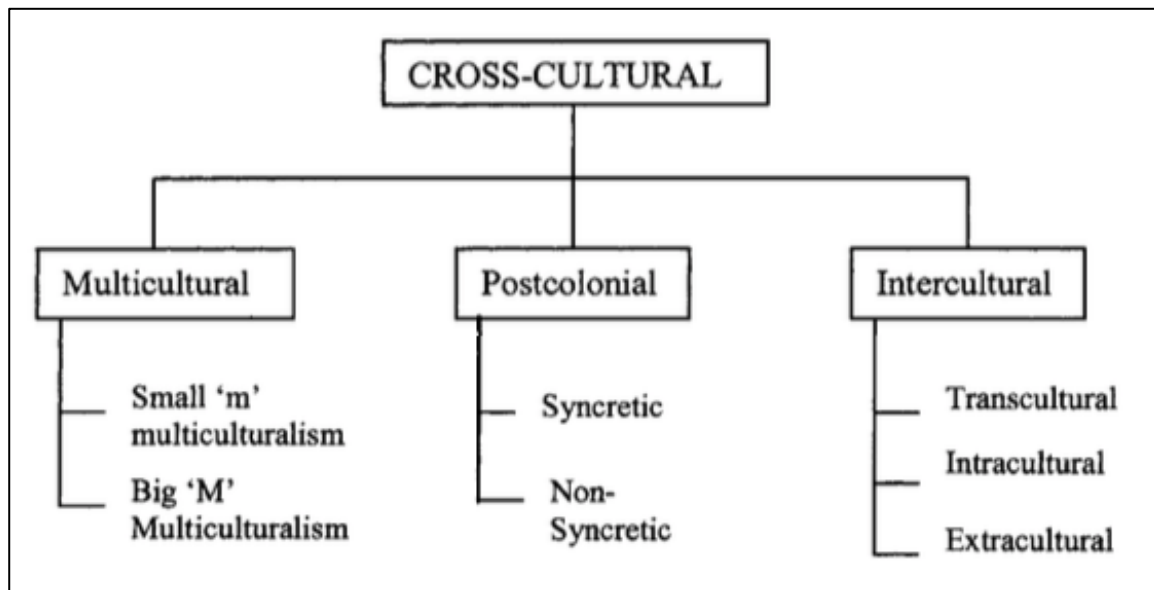 CROSS-CULTURAL
Multicultural
Postcolonial
Intercultural
Small ‘m’
multiculturalism
Big ‘M’
Multiculturalism
Syncretic
Non-
Syncretic
Transcultural
Intracultural
Extracultural